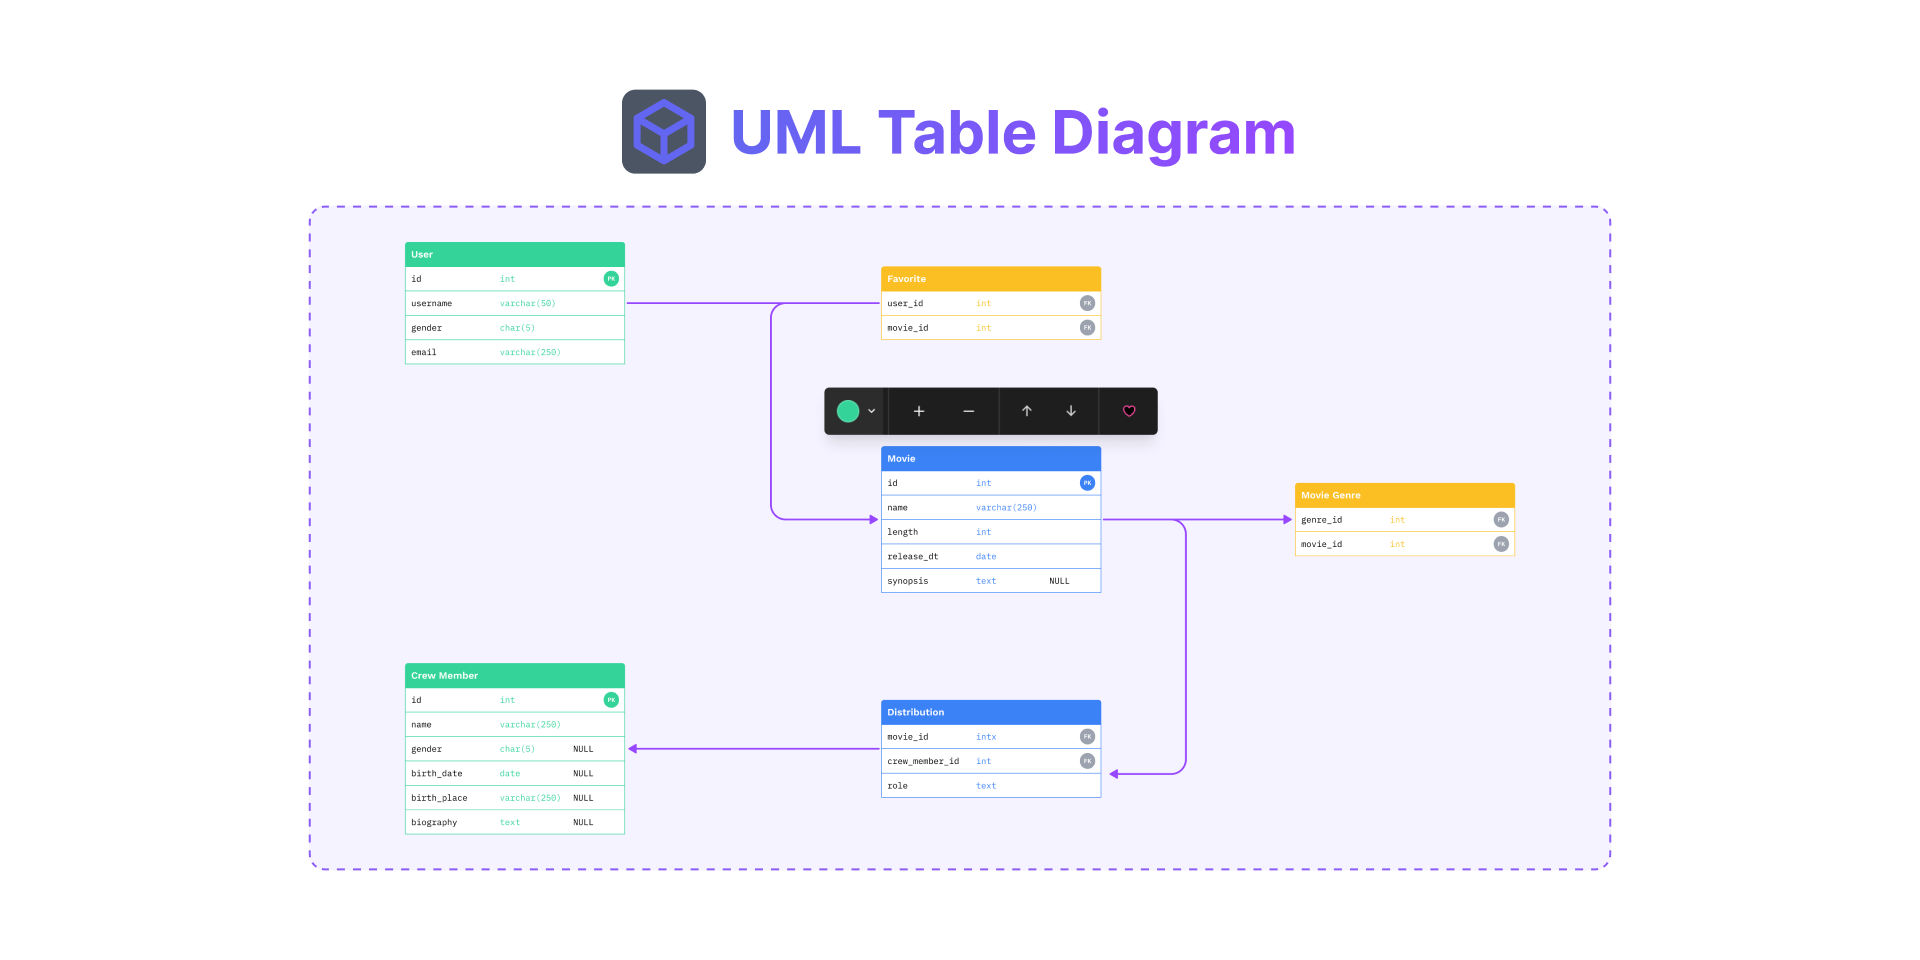 UML Table Diagram
User
id int PK
username varchar(50)
gender char(5)
email varchar(250)
Favorite
user_id int FK
movie_id int FK
Movie
id int PK
name varchar(250)
length int
release_dt date
synopsis text NULL
Movie Genre
genre_id int FK
movie_id int FK
Crew Member
id int PK
name varchar(250)
gender char(5) NULL
birth_date date NULL
birth_place varchar(250) NULL
biography text NULL
Distribution
movie_id intx FK
crew_member_id int FK
role text